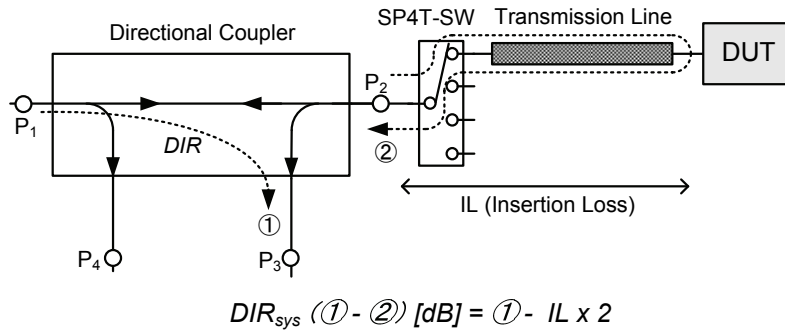 Directional Coupler
SP4T-SW
Transmission Line
DUT
P2
P1
DIR
②
①
IL (Insertion Loss)
P4
P3
DIRsys (① - ②) [dB] = ① - IL x 2